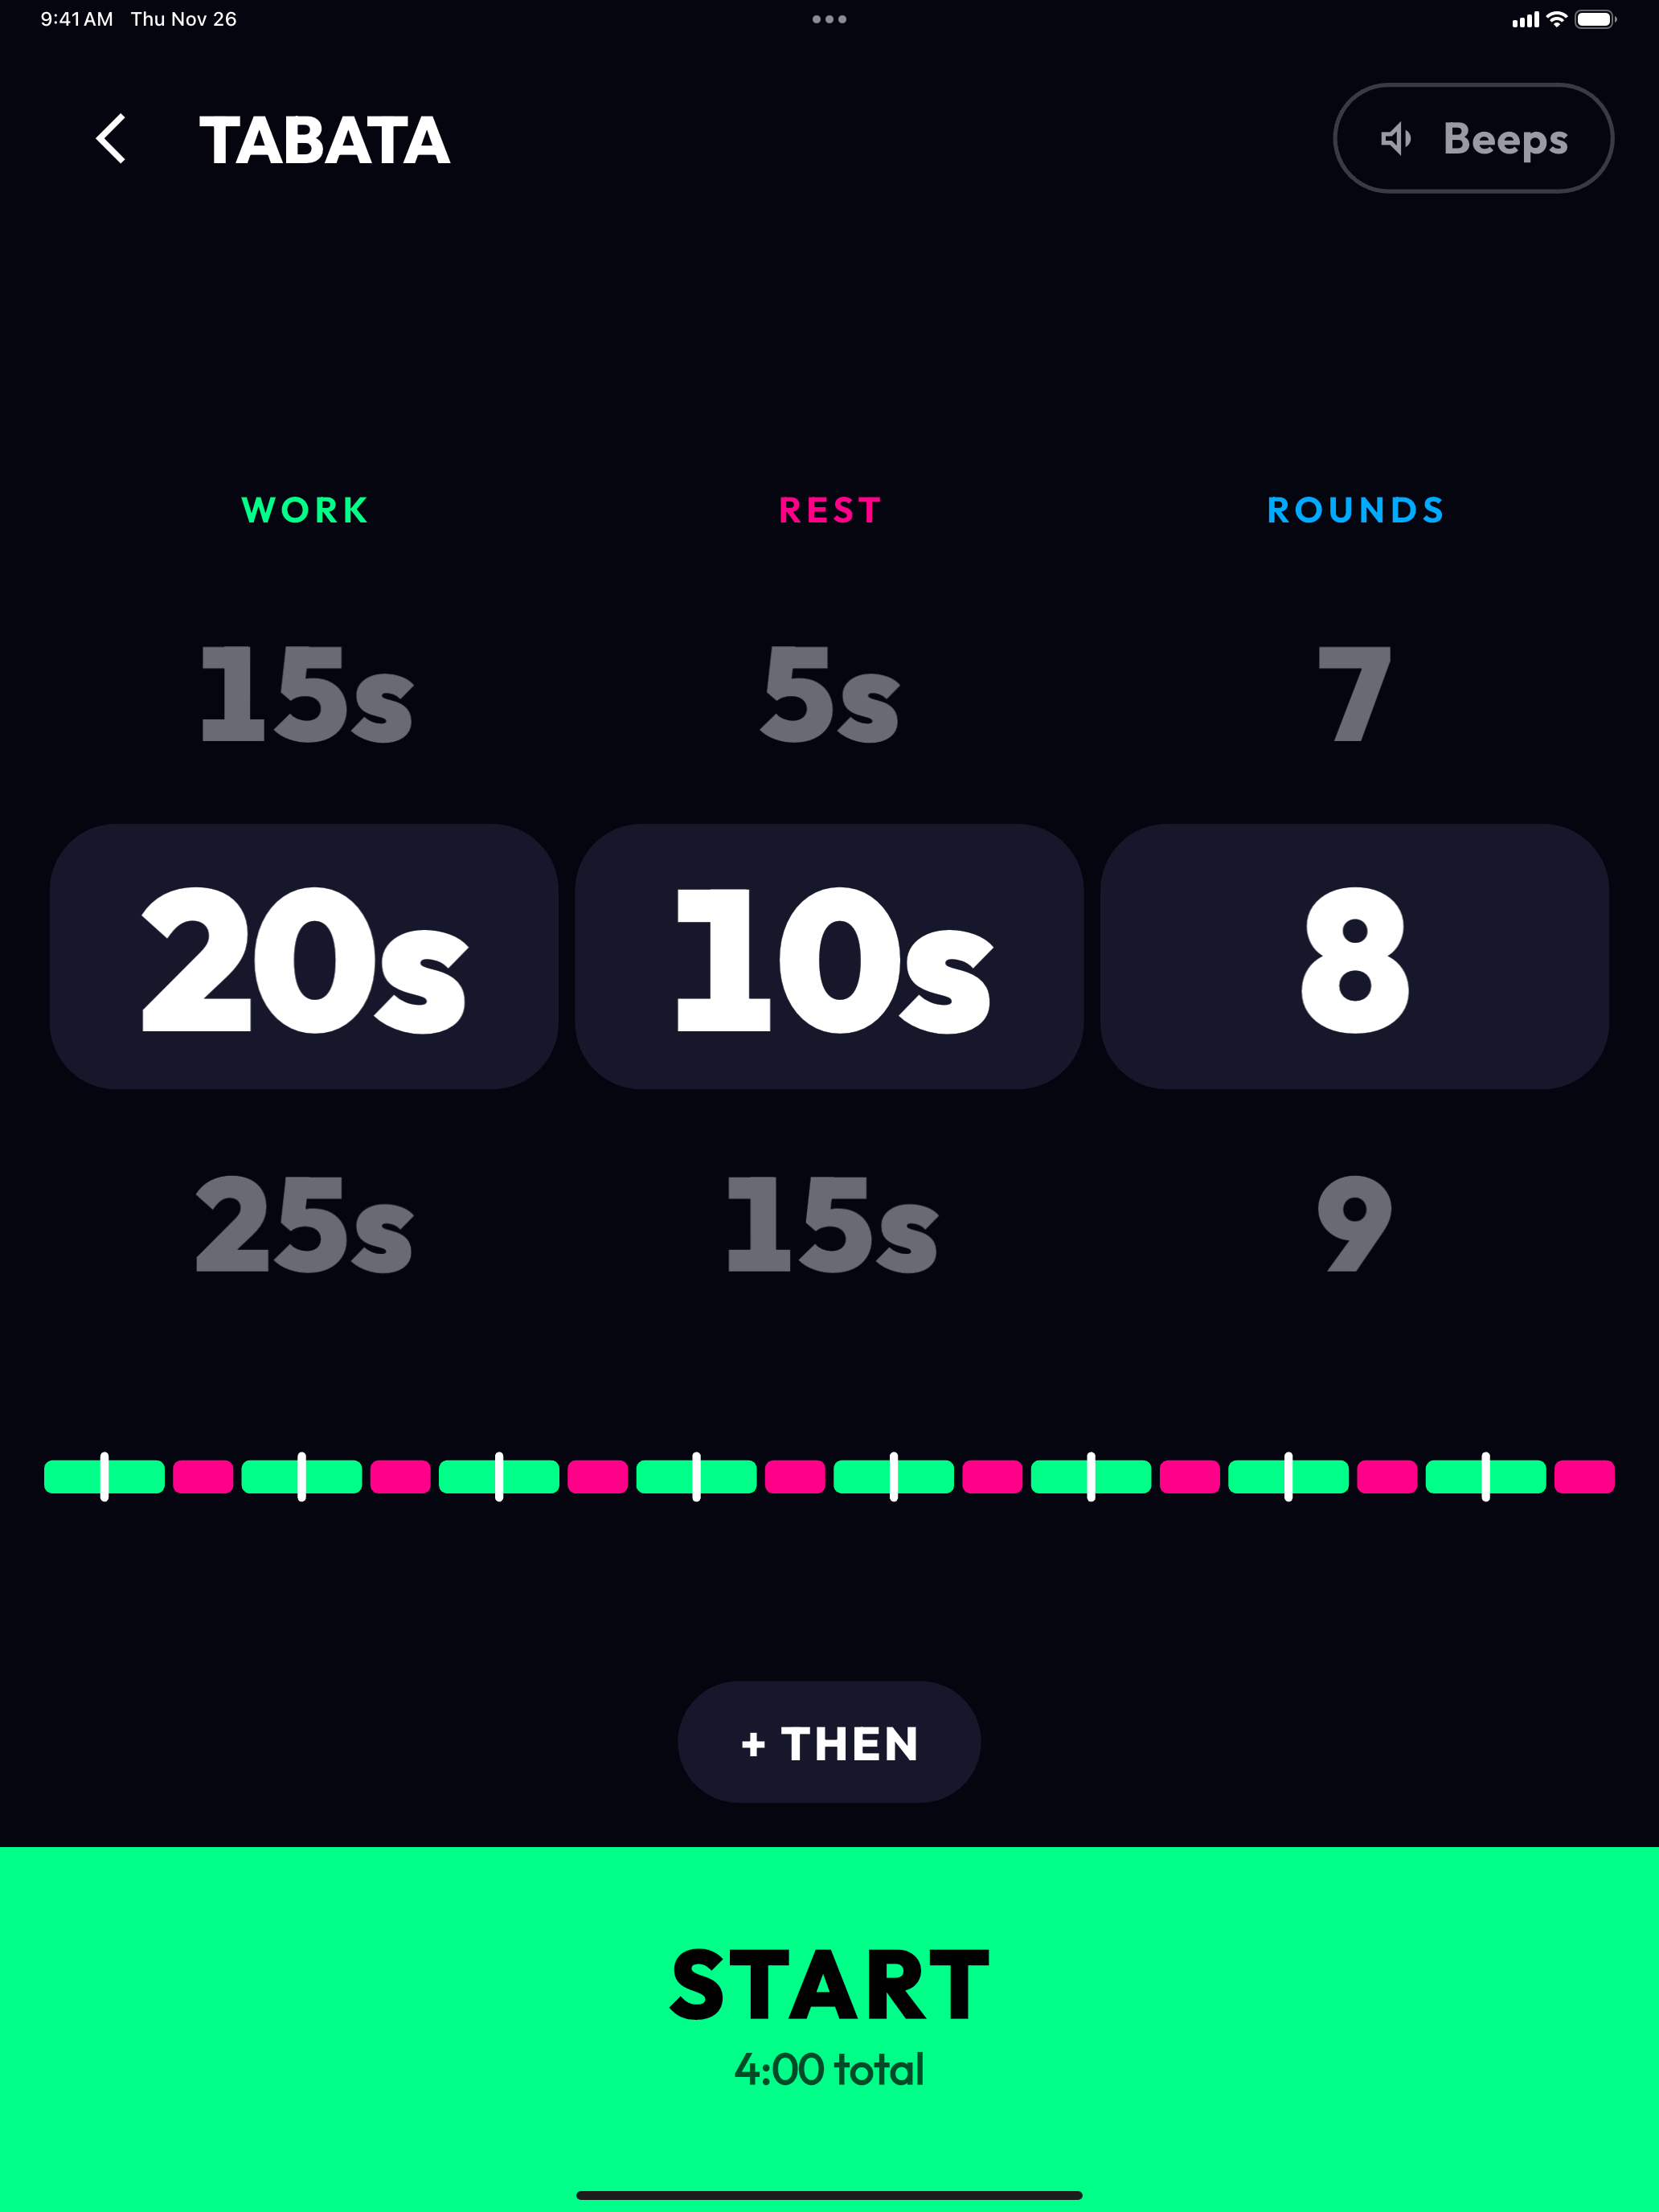 9:41 AM Thu Nov 26
TABATA
Beeps
WORK REST ROUNDS
15s 5s 7
20s 10s 8
25s 15s 9
+ THEN
START
4:00 total